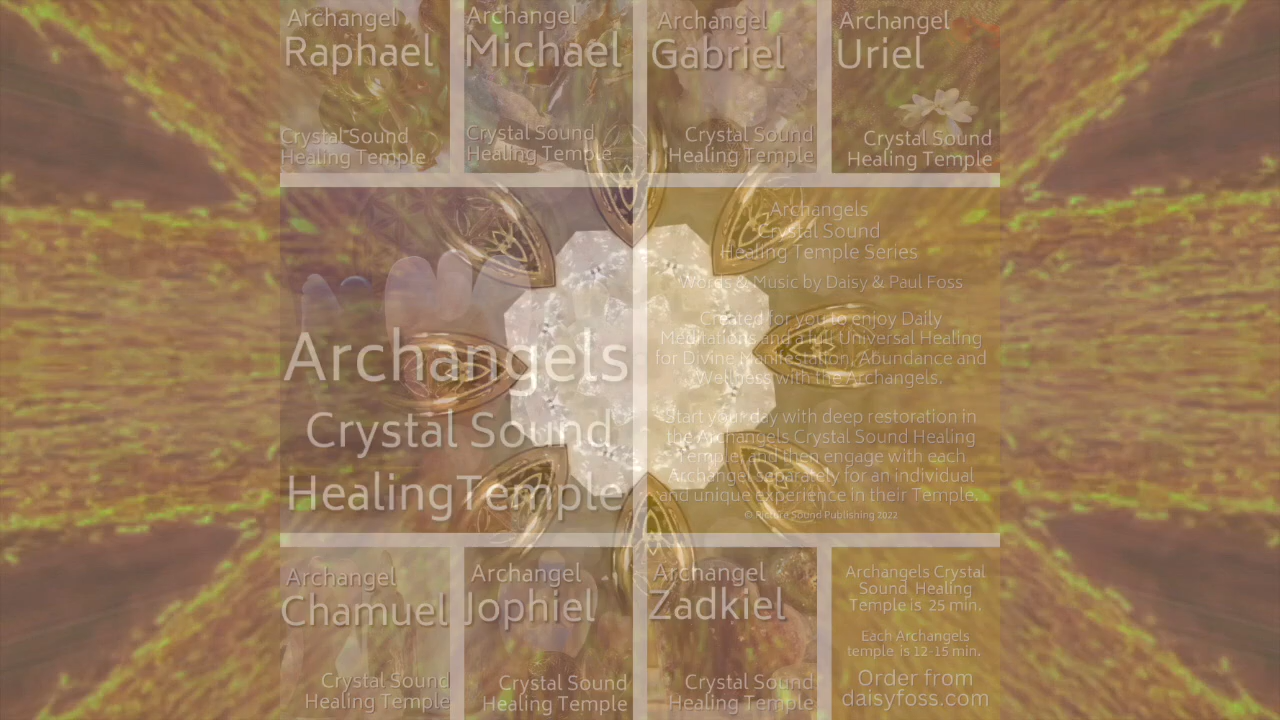 Archangel
Raphael
Crystal Sound
Healing Temple
Archangel
Michael
Crystal Sound
Healing Temple
Archangel
Gabriel
Crystal Sound
Healing Temple
Archangel
Uriel
Crystal Sound
Healing Temple
Archangels
Crystal Sound
Healing Temple
Archangels
Crystal Sound
Healing Temple Series
Words & Music by Daisy & Paul Foss
Created for you to enjoy Daily
Meditations Universal Healing
for Divine Manifestation, Abundance and
Wellness with the Archangels.
Start your day with deep restoration in
the Archangels Crystal Sound Healing
Temple and then engage with each
Archangel separately for an individual
and unique experience in their Temple.
© Sound Publishing 2022
Archangel
Chamuel
Crystal Sound
Healing Temple
Archangel
Jophiel
Crystal Sound
Healing Temple
Archangel
Zadkiel
Crystal Sound
Healing Temple
Archangels Crystal
Sound Healing
Temple is 25 min.
Each Archangels
temple is 12-15 min.
Order from
daisyfoss.com